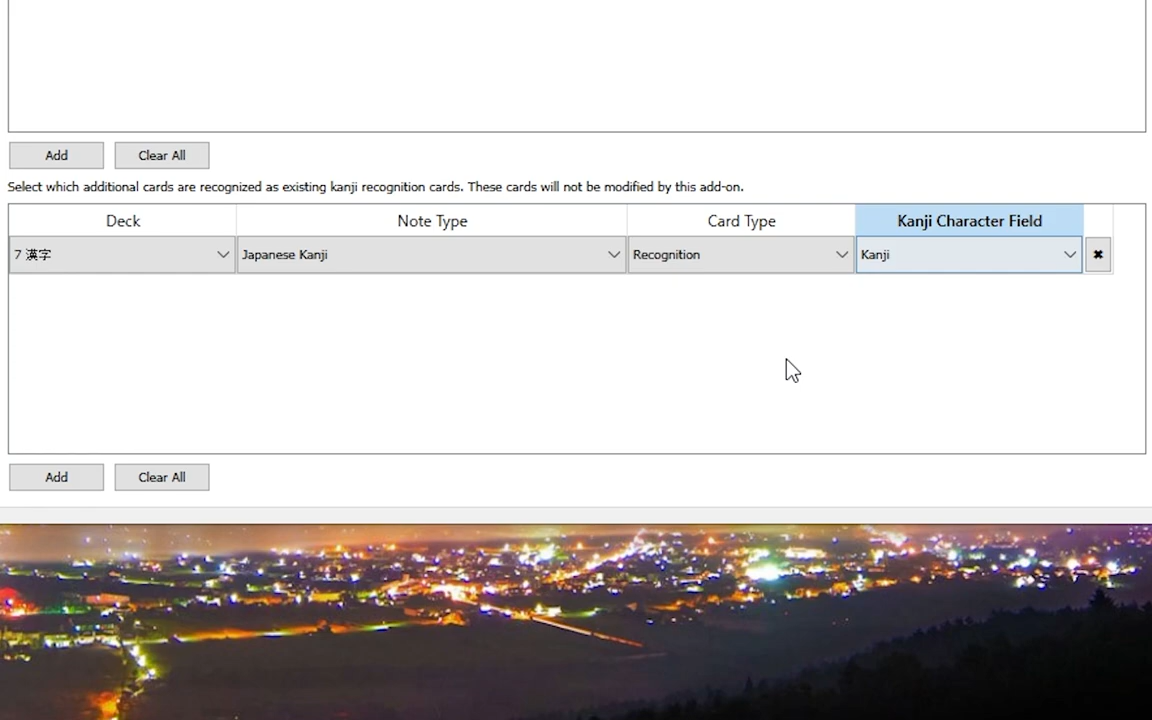 Add Clear All
Select which additional cards are recognized as existing kanji recognition cards. These cards will not be modified by this add-on.
Deck Note Type Card Type Kanji Character Field
7 漢字 Japanese Kanji Recognition Kanji
Add Clear All